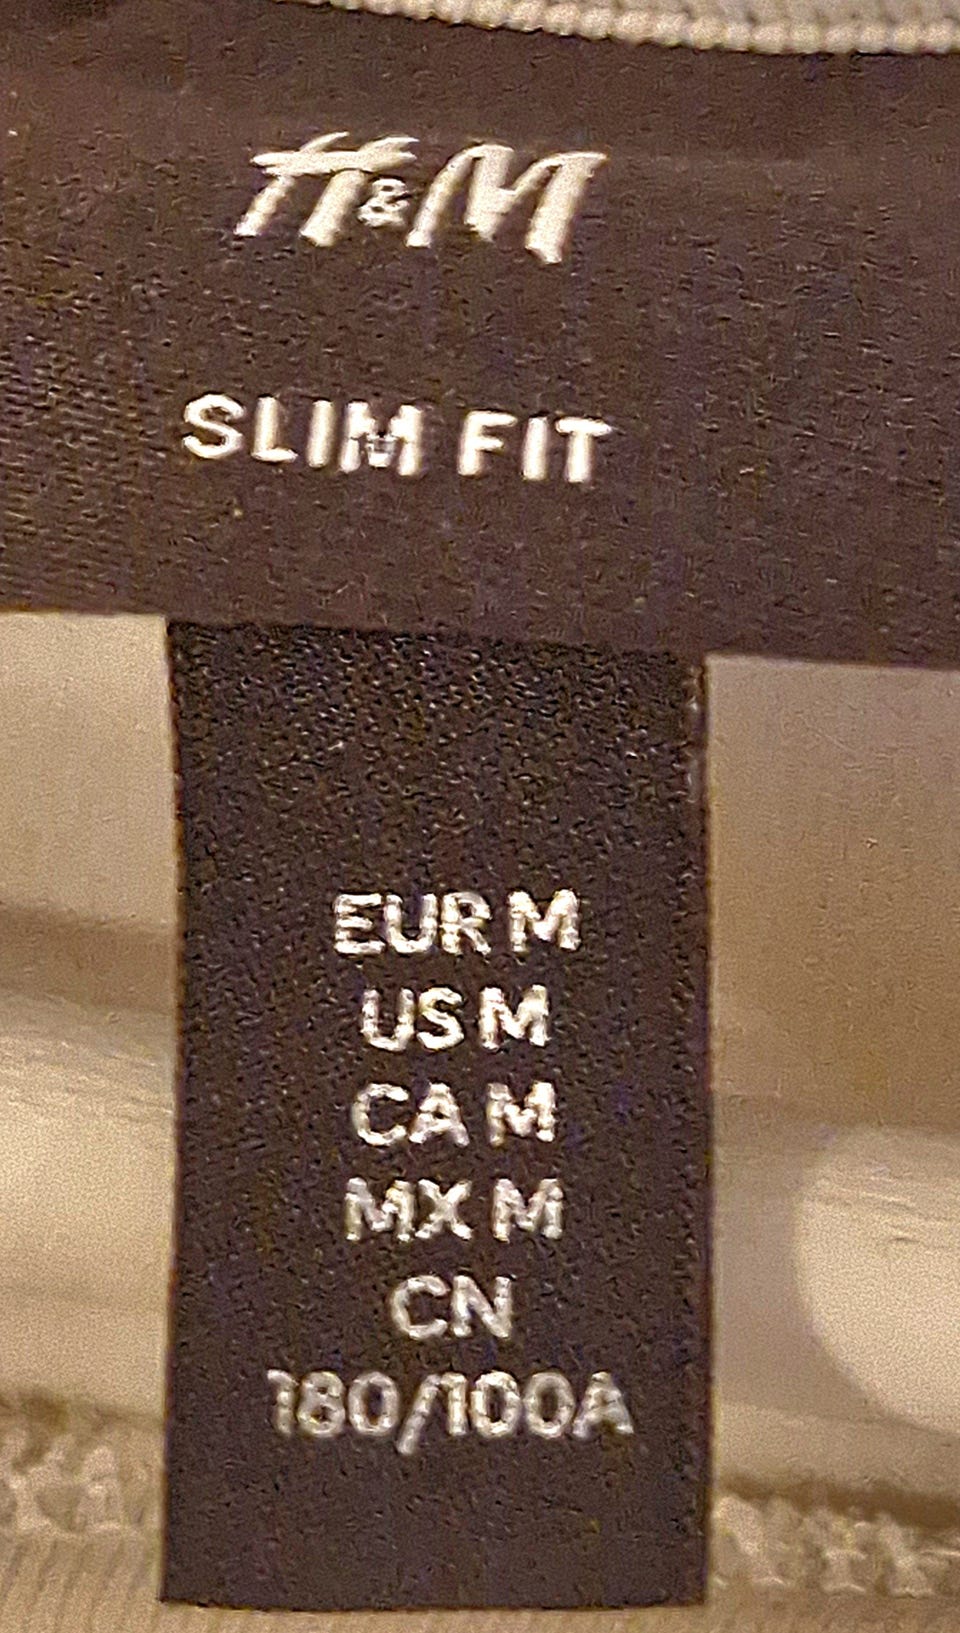 H&M
SLIM FIT
EUR M
US M
CA M
MX M
CN
180/100A